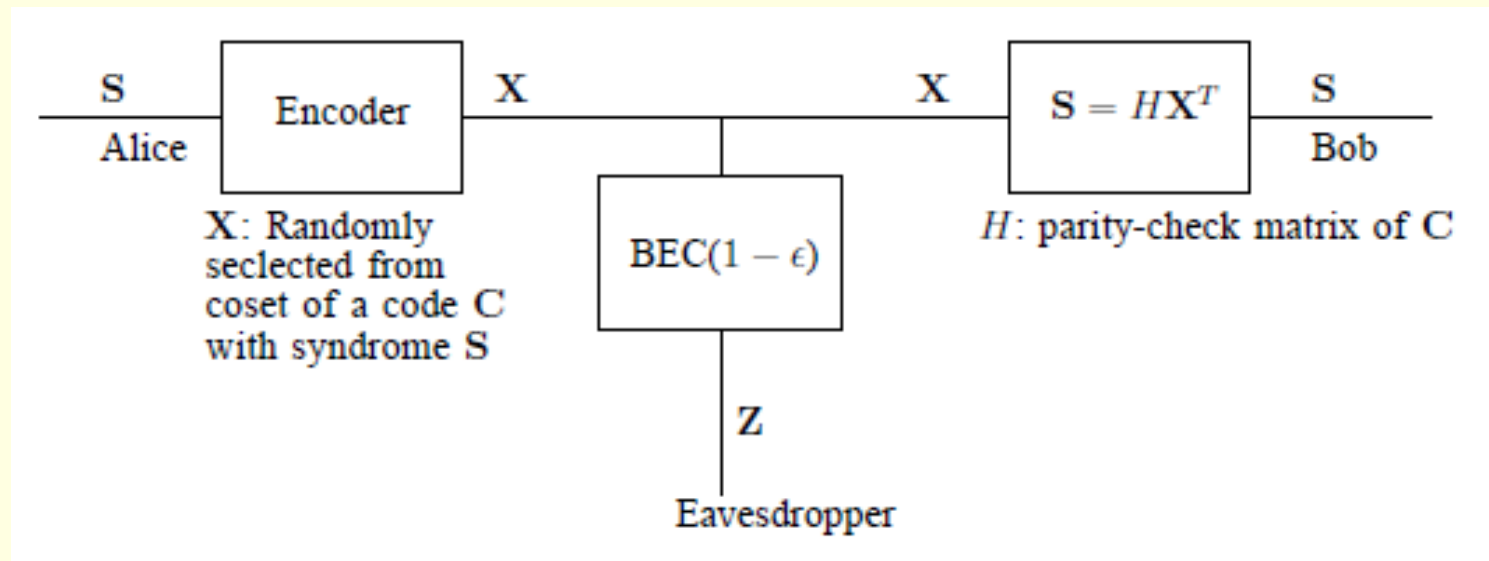 S
Alice
Encoder
X
X: Randomly
seclected from
coset of a code C
with syndrome S
BEC(1 − ϵ)
Z
Eavesdropper
X
S = HX^T
H: parity-check matrix of C
S
Bob